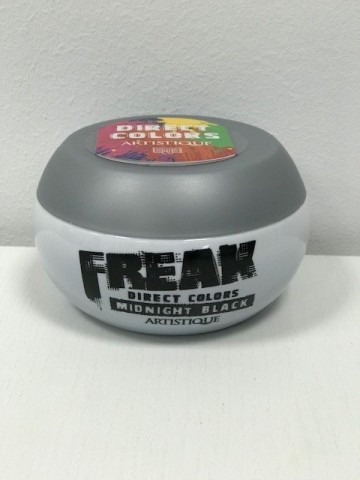 DIRECT
COLORS
ARTISTIQUE
FREAK
DIRECT COLORS
MIDNIGHT BLACK
ARTISTIQUE